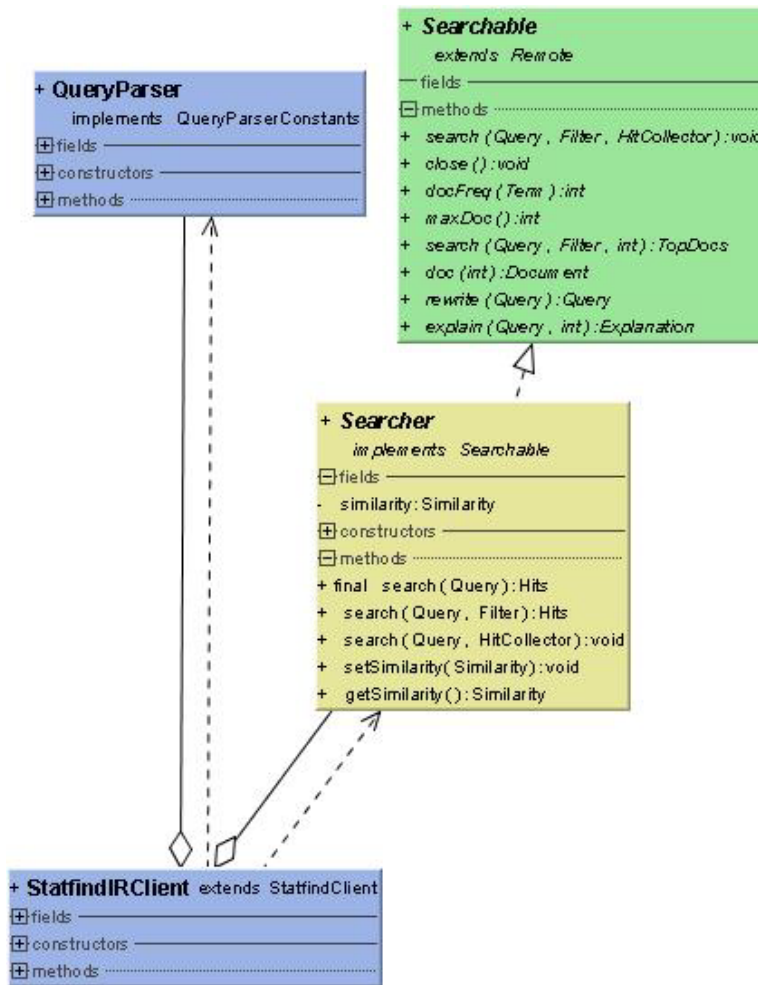 + Searchable
extends Remote
fields
methods
+ search(Query, Filter, HitCollector):void
+ close():void
+ docFreq(Term):int
+ maxDoc():int
+ search(Query, Filter, int):TopDocs
+ doc(int):Document
+ rewrite(Query):Query
+ explain(Query, int):Explanation
+ QueryParser
implements QueryParserConstants
fields
constructors
methods
+ Searcher
implements Searchable
fields
- similarity:Similarity
constructors
methods
+ final search(Query):Hits
+ search(Query, Filter):Hits
+ search(Query, HitCollector):void
+ setSimilarity(Similarity):void
+ getSimilarity():Similarity
+ StatfindIRClient extends StatfindClient
fields
constructors
methods